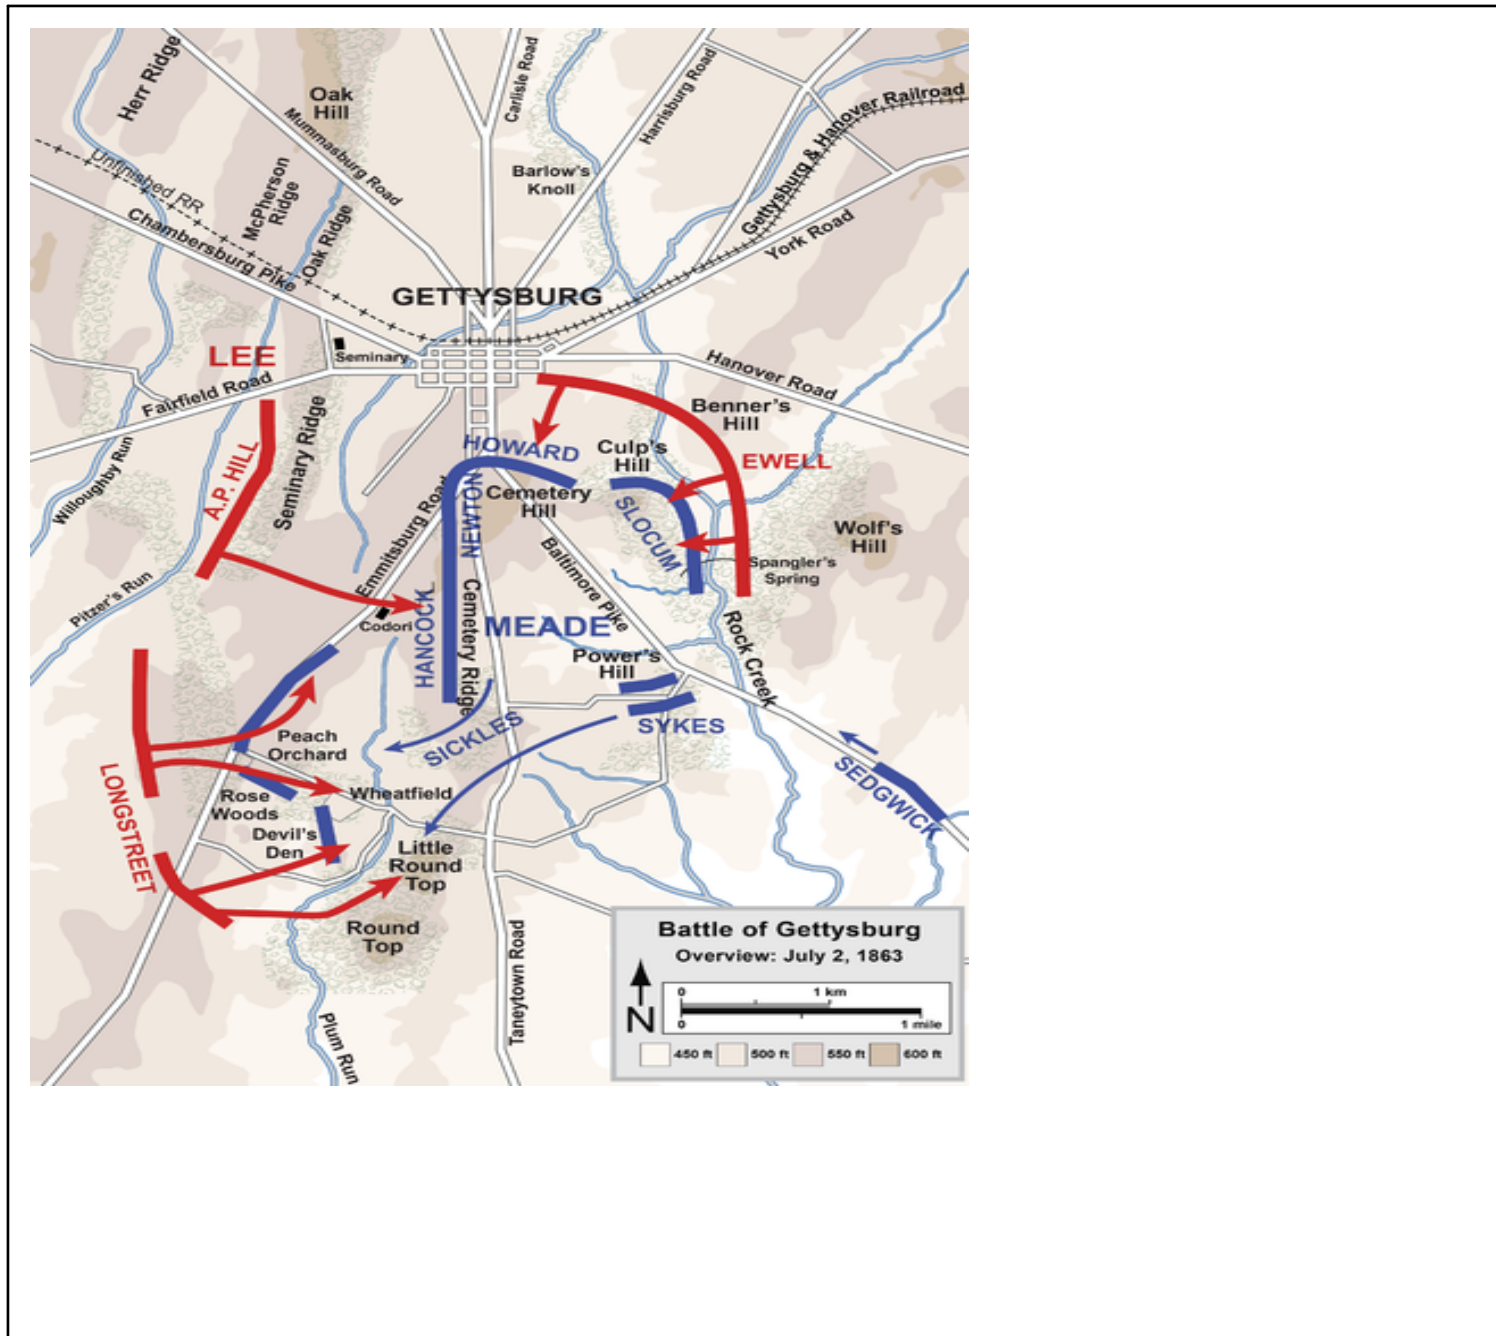 Herr Ridge
Oak
Hill
Mummasburg Road
Carlisle Road
Harrisburg Road
Gettysburg & Hanover Railroad
Unfinished RR
McPherson
Ridge
Barlow's
Knoll
Chambersburg Pike
Oak Ridge
York Road
GETTYSBURG
LEE
Seminary
Hanover Road
Fairfield Road
Benner's
Hill
Willoughby Run
A.P. HILL
Seminary Ridge
HOWARD
Culp's
Hill
EWELL
Emmitsburg Road
NEWTON
Cemetery
Hill
SLOCUM
Wolf's
Hill
Baltimore Pike
Spangler's
Spring
Pitzer's Run
Codori
HANCOCK
Cemetery Ridge
MEADE
Rock Creek
Power's
Hill
Peach
Orchard
SICKLES
SYKES
LONGSTREET
Rose
Woods
Wheatfield
SEDGWICK
Devil's
Den
Little
Round
Top
Round
Top
Taneytown Road
Plum Run
Battle of Gettysburg
Overview: July 2, 1863
N
0 1 km
0 1 mile
450 ft 500 ft 550 ft 600 ft